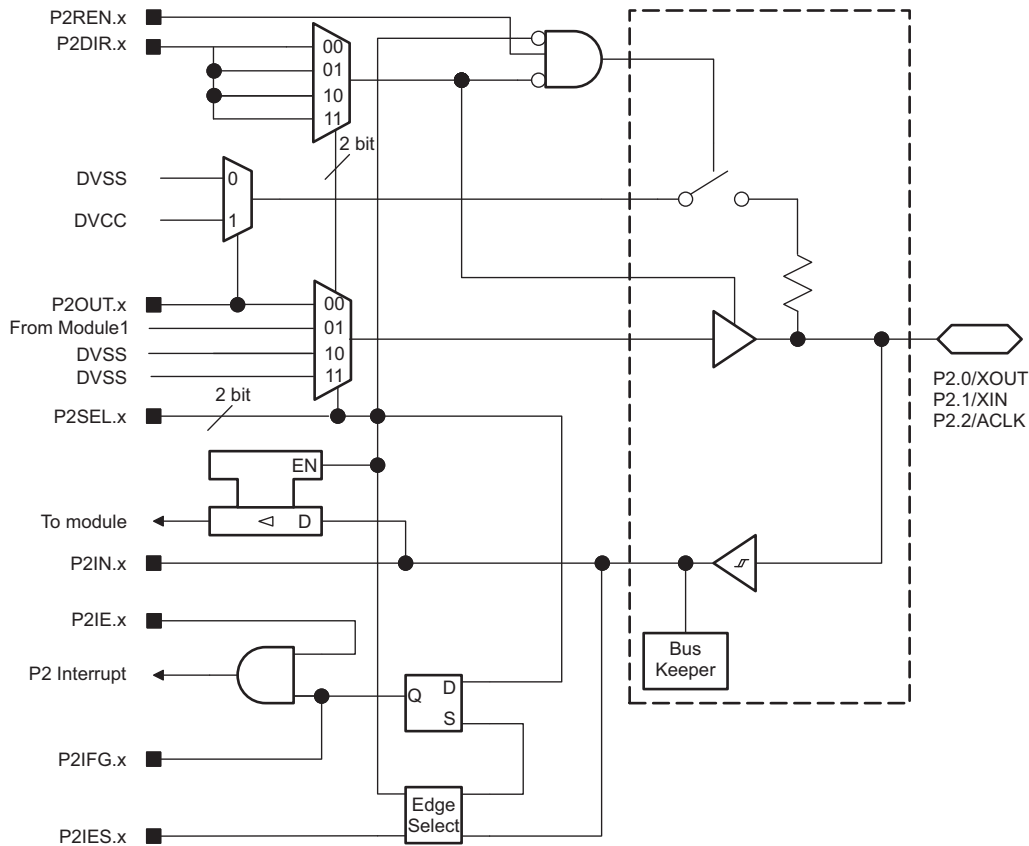 P2REN.x
P2DIR.x
00
01
10
11
2 bit
DVSS
0
DVCC
1
P2OUT.x
00
From Module1
01
DVSS
10
DVSS
11
2 bit
P2SEL.x
EN
To module
D
P2IN.x
P2.0/XOUT
P2.1/XIN
P2.2/ACLK
P2IE.x
Bus
Keeper
P2 Interrupt
Q
D
S
P2IFG.x
Edge
Select
P2IES.x